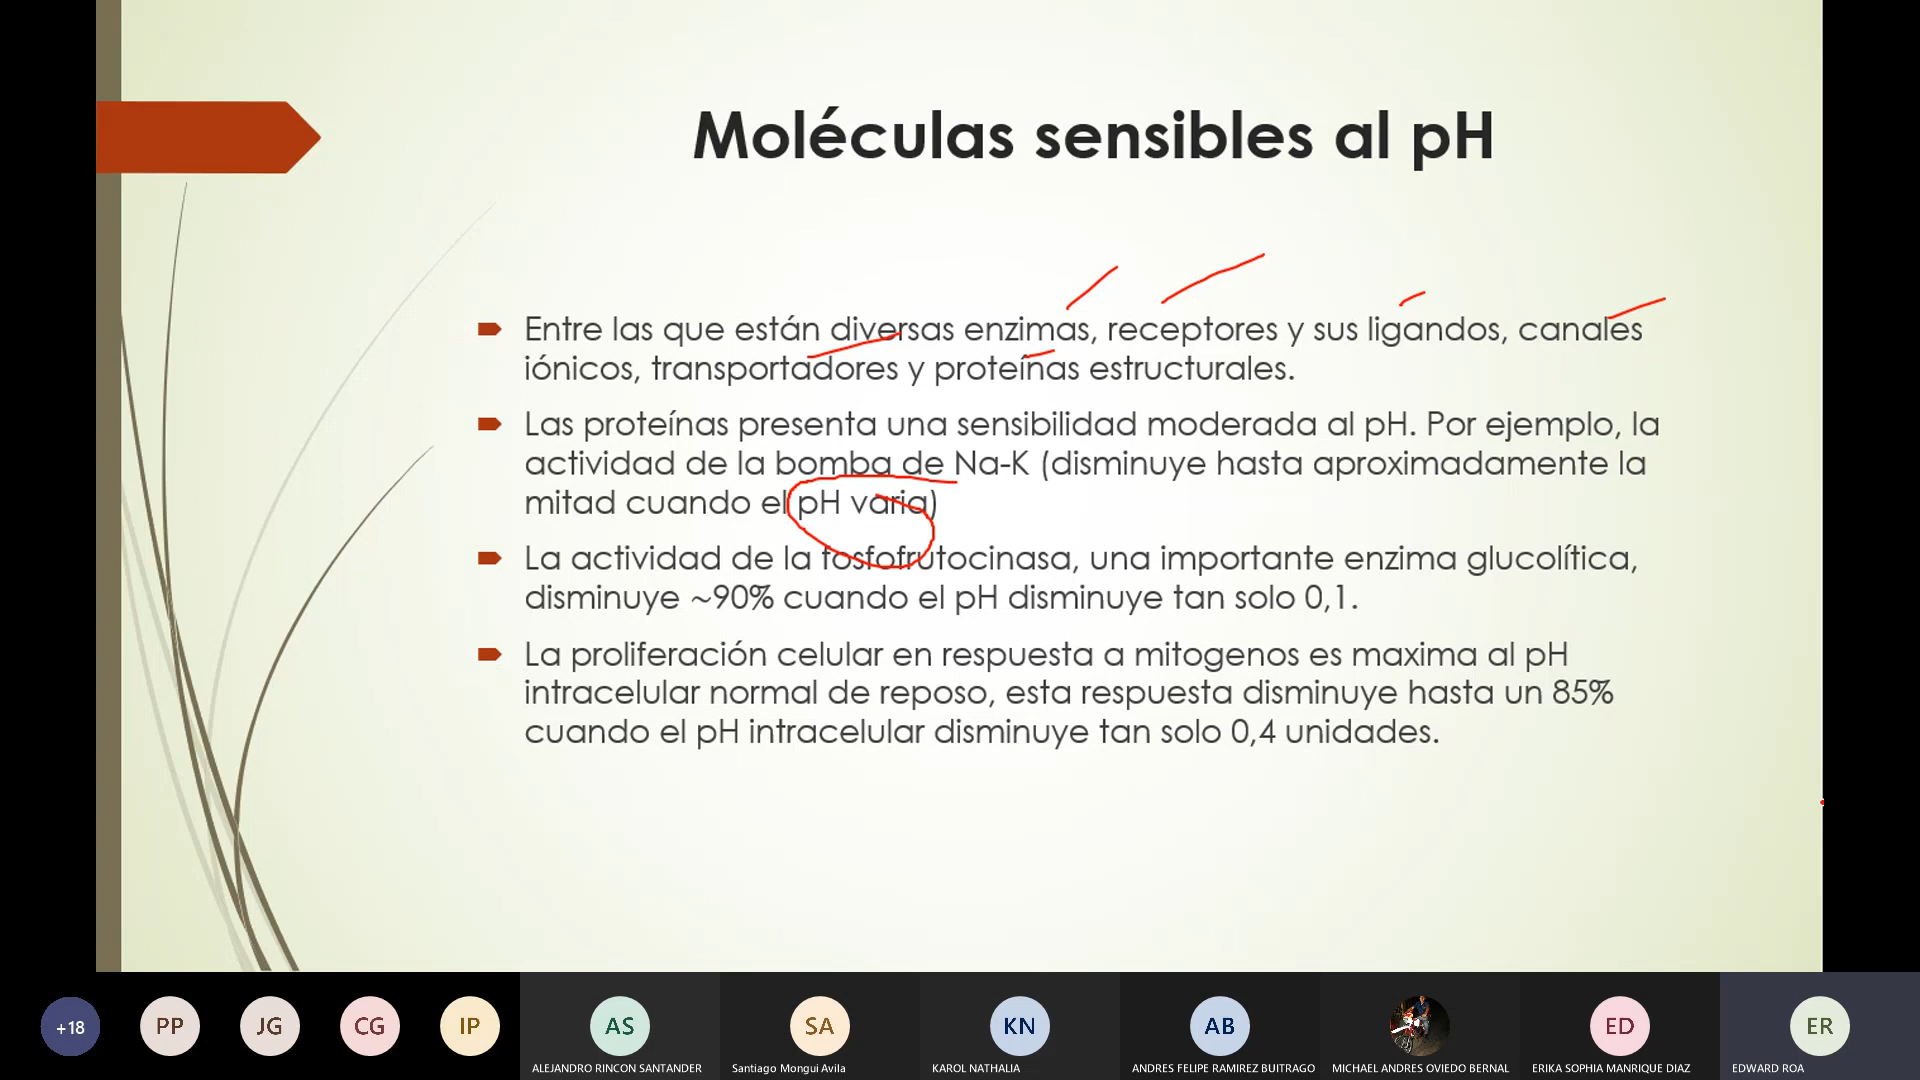 Moléculas sensibles al pH
Entre las que están diversas enzimas, receptores y sus ligandos, canales
iónicos, transportadores y proteínas estructurales.
Las proteínas presenta una sensibilidad moderada al pH. Por ejemplo, la
actividad de la bomba de Na-K (disminuye hasta aproximadamente la
mitad cuando el pH varia)
La actividad de la fosfofrutocinasa, una importante enzima glucolítica,
disminuye ~90% cuando el pH disminuye tan solo 0,1.
La proliferación celular en respuesta a mitogenos es maxima al pH
intracelular normal de reposo, esta respuesta disminuye hasta un 85%
cuando el pH intracelular disminuye tan solo 0,4 unidades.
+18 PP JG CG IP AS SA KN AB ED ER
ALEJANDRO RINCON SANTANDER Santiago Mongui Avila KAROL NATHALIA ANDRES FELIPE RAMIREZ BUITRAGO MICHAEL ANDRES OVIEDO BERNAL ERIKA SOPHIA MANRIQUE DIAZ EDWARD ROA